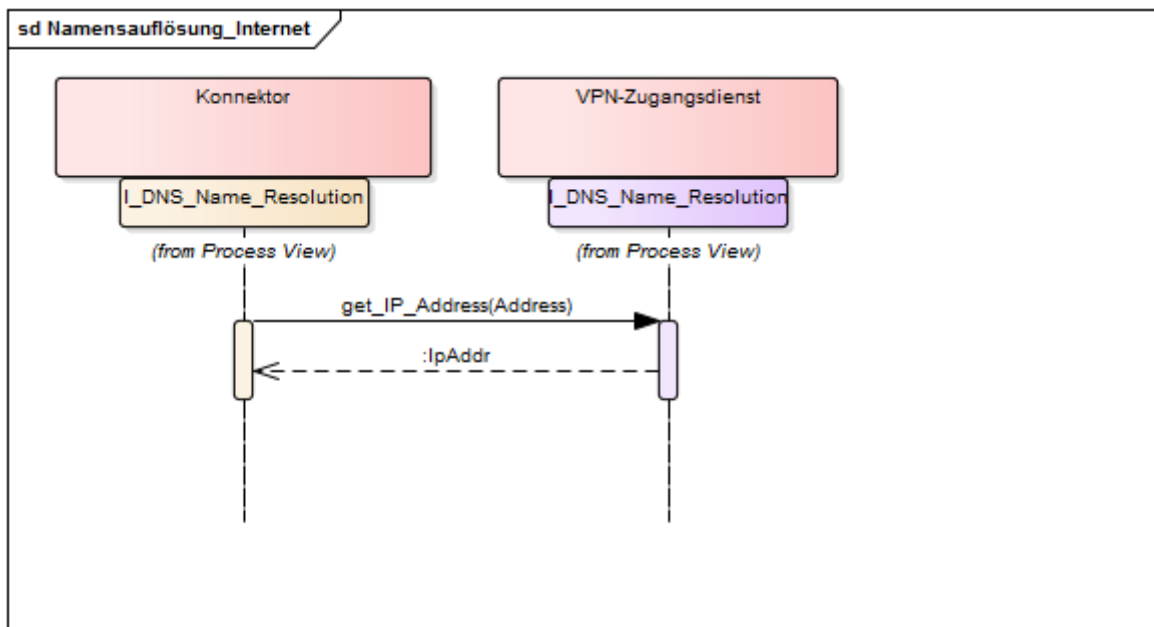 sd Namensauflösung_Internet
Konnektor
VPN-Zugangsdienst
I_DNS_Name_Resolution
I_DNS_Name_Resolution
(from Process View)
(from Process View)
get_IP_Address(Address)
:IpAddr